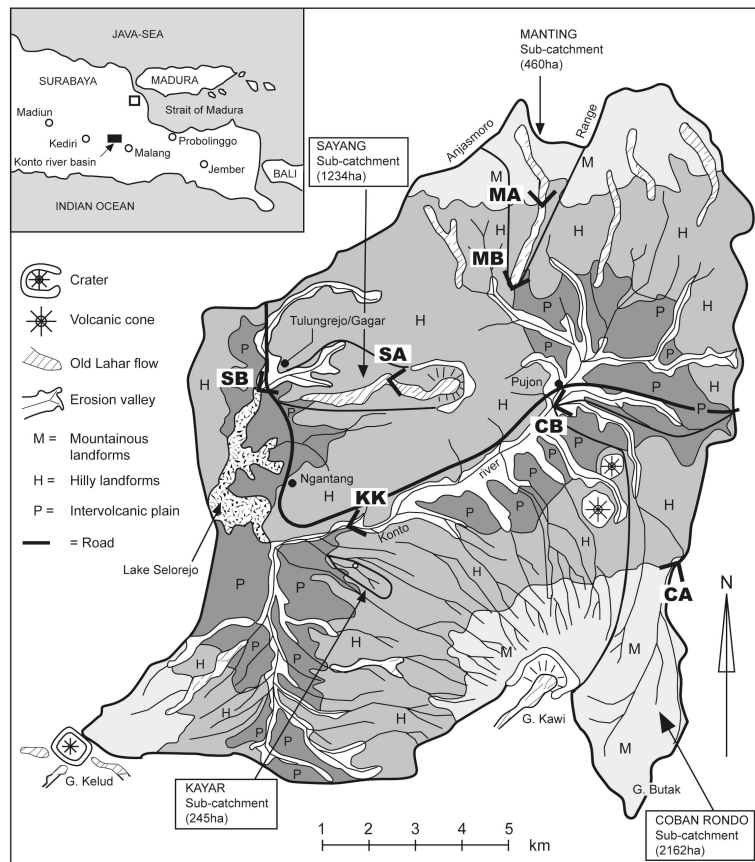 JAVA-SEA
SURABAYA
MADURA
Madiun
Strait of Madura
Kediri
Probolinggo
Konto river basin
Malang
Jember
BALI
INDIAN OCEAN
MANTING
Sub-catchment
(460ha)
Anjasmoro
Range
SAYANG
Sub-catchment
(1234ha)
M
M
MA
H
H
H
H
MB
Crater
Volcanic cone
Old Lahar flow
Erosion valley
M = Mountainous
landforms
H = Hilly landforms
P = Intervolcanic plain
= Road
P
Tulungrejo/Gagar
H
P
P
P
H
SA
SB
H
P
Pujon
P
P
P
H
CB
P
P
P
river
Ngantang
H
KK
P
P
H
Konto
H
H
Lake Selorejo
P
P
H
CA
N
P
H
M
M
H
P
H
P
P
H
G. Kawi
M
P
P
G. Kelud
P
G. Butak
KAYAR
Sub-catchment
(245ha)
COBAN RONDO
Sub-catchment
(2162ha)
1 2 3 4 5
km